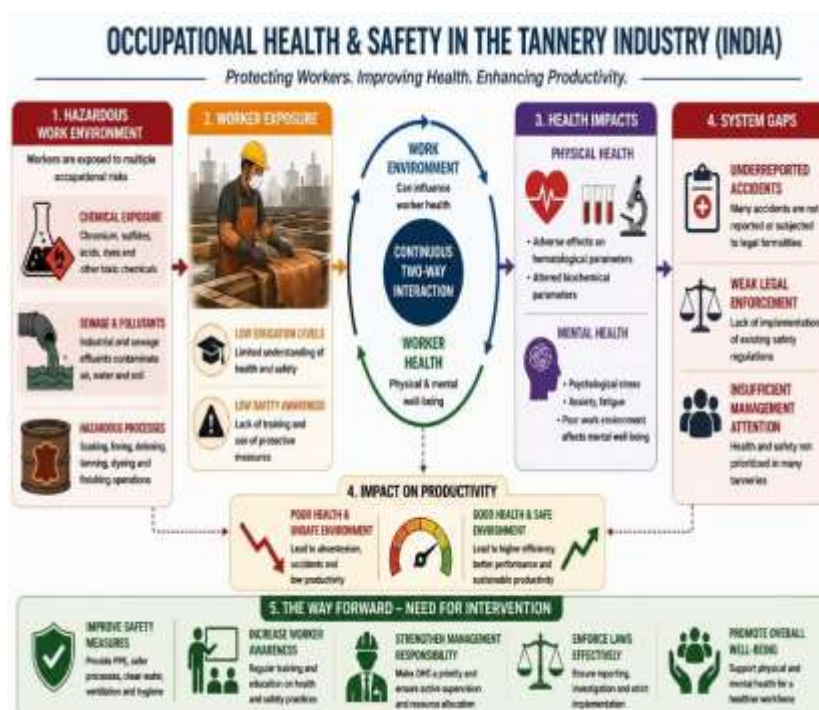 OCCUPATIONAL HEALTH & SAFETY IN THE TANNERY INDUSTRY (INDIA)
Protecting Workers. Improving Health. Enhancing Productivity.
1. HAZARDOUS
WORK ENVIRONMENT
Workers are exposed to multiple
occupational risks
CHEMICAL EXPOSURE
Chromium, sulfides,
acids, dyes and
other toxic chemicals
SEWAGE & POLLUTANTS
Industrial and sewage
effluents contaminate
air, water and soil
HAZARDOUS PROCESSES
Soaking, liming, deliming,
tanning, dyeing and
finishing operations
2. WORKER EXPOSURE
LOW EDUCATION LEVELS
Limited understanding of
health and safety
LOW SAFETY AWARENESS
Lack of training and
use of protective
measures
WORK
ENVIRONMENT
Can influence
worker health
CONTINUOUS
TWO-WAY
INTERACTION
WORKER
HEALTH
Physical & mental
well-being
3. HEALTH IMPACTS
PHYSICAL HEALTH
• Adverse effects on
hematological parameters
• Altered biochemical
parameters
MENTAL HEALTH
• Psychological stress
• Anxiety, fatigue
• Poor work environment
affects mental well being
4. SYSTEM GAPS
UNDERREPORTED
ACCIDENTS
Many accidents are not
reported or subjected
to legal formalities
WEAK LEGAL
ENFORCEMENT
Lack of implementation
of existing safety
regulations
INSUFFICIENT
MANAGEMENT
ATTENTION
Health and safety not
prioritized in many
tanneries
4. IMPACT ON PRODUCTIVITY
POOR HEALTH &
UNSAFE ENVIRONMENT
Lead to absenteeism,
accidents and
low productivity
GOOD HEALTH & SAFE
ENVIRONMENT
Lead to higher efficiency,
better performance and
sustainable productivity
5. THE WAY FORWARD – NEED FOR INTERVENTION
IMPROVE SAFETY
MEASURES
Provide PPE, safer
processes, clean water,
ventilation and hygiene
INCREASE WORKER
AWARENESS
Regular training and
education on health
and safety practices
STRENGTHEN MANAGEMENT
RESPONSIBILITY
Make OHS a priority and
ensure active supervision
and resource allocation
ENFORCE LAWS
EFFECTIVELY
Ensure reporting,
investigation and strict
implementation
PROMOTE OVERALL
WELL-BEING
Support physical and
mental health for a
healthier workforce